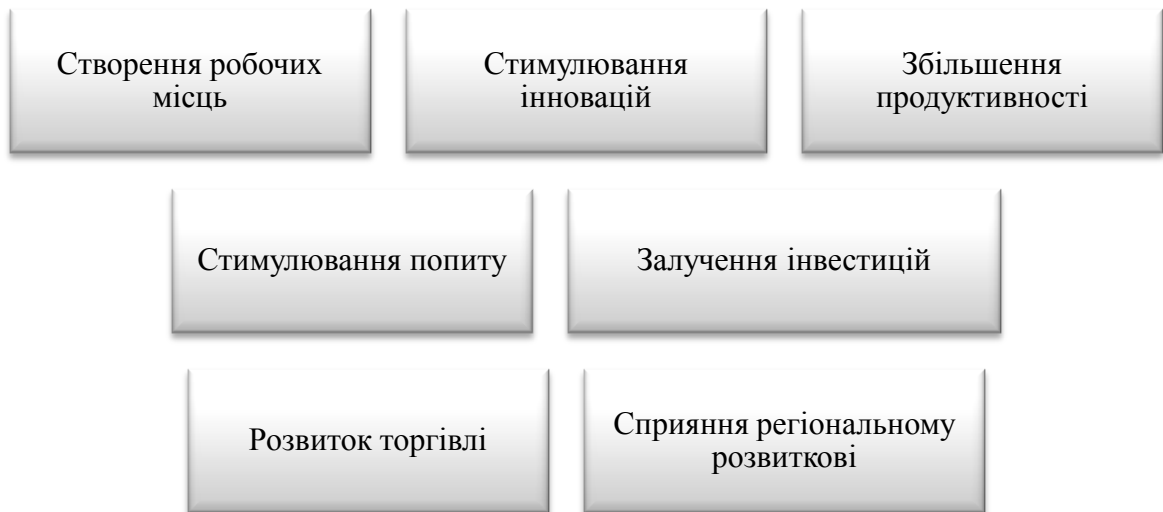 Створення робочих
місць
Стимулювання
інновацій
Збільшення
продуктивності
Стимулювання попиту
Залучення інвестицій
Розвиток торгівлі
Сприяння регіональному
розвиткові